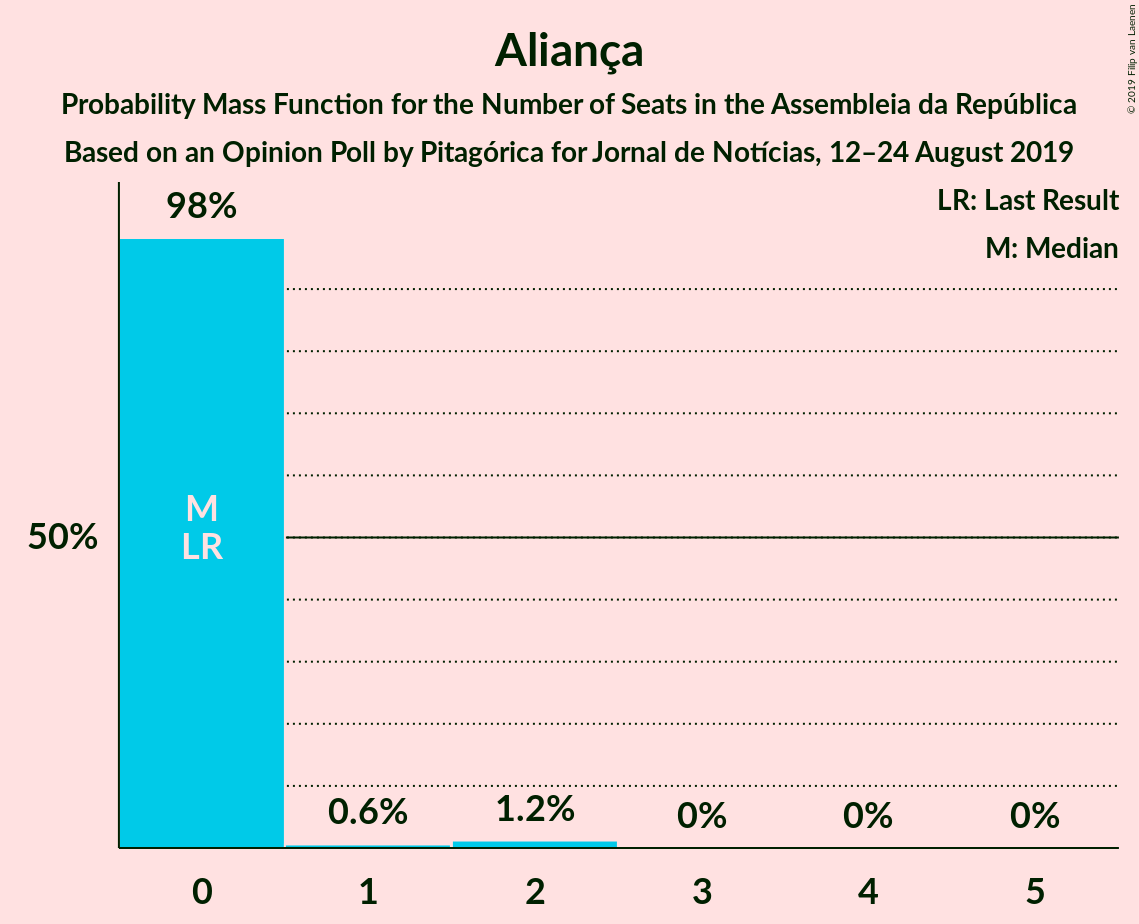 Aliança
Probability Mass Function for the Number of Seats in the Assembleia da República
Based on an Opinion Poll by Pitagórica for Jornal de Notícias, 12–24 August 2019
© 2019 Filip van Laenen
LR: Last Result
M: Median
98%
M
LR
50%
0.6%
1.2%
0%
0%
0%
0
1
2
3
4
5